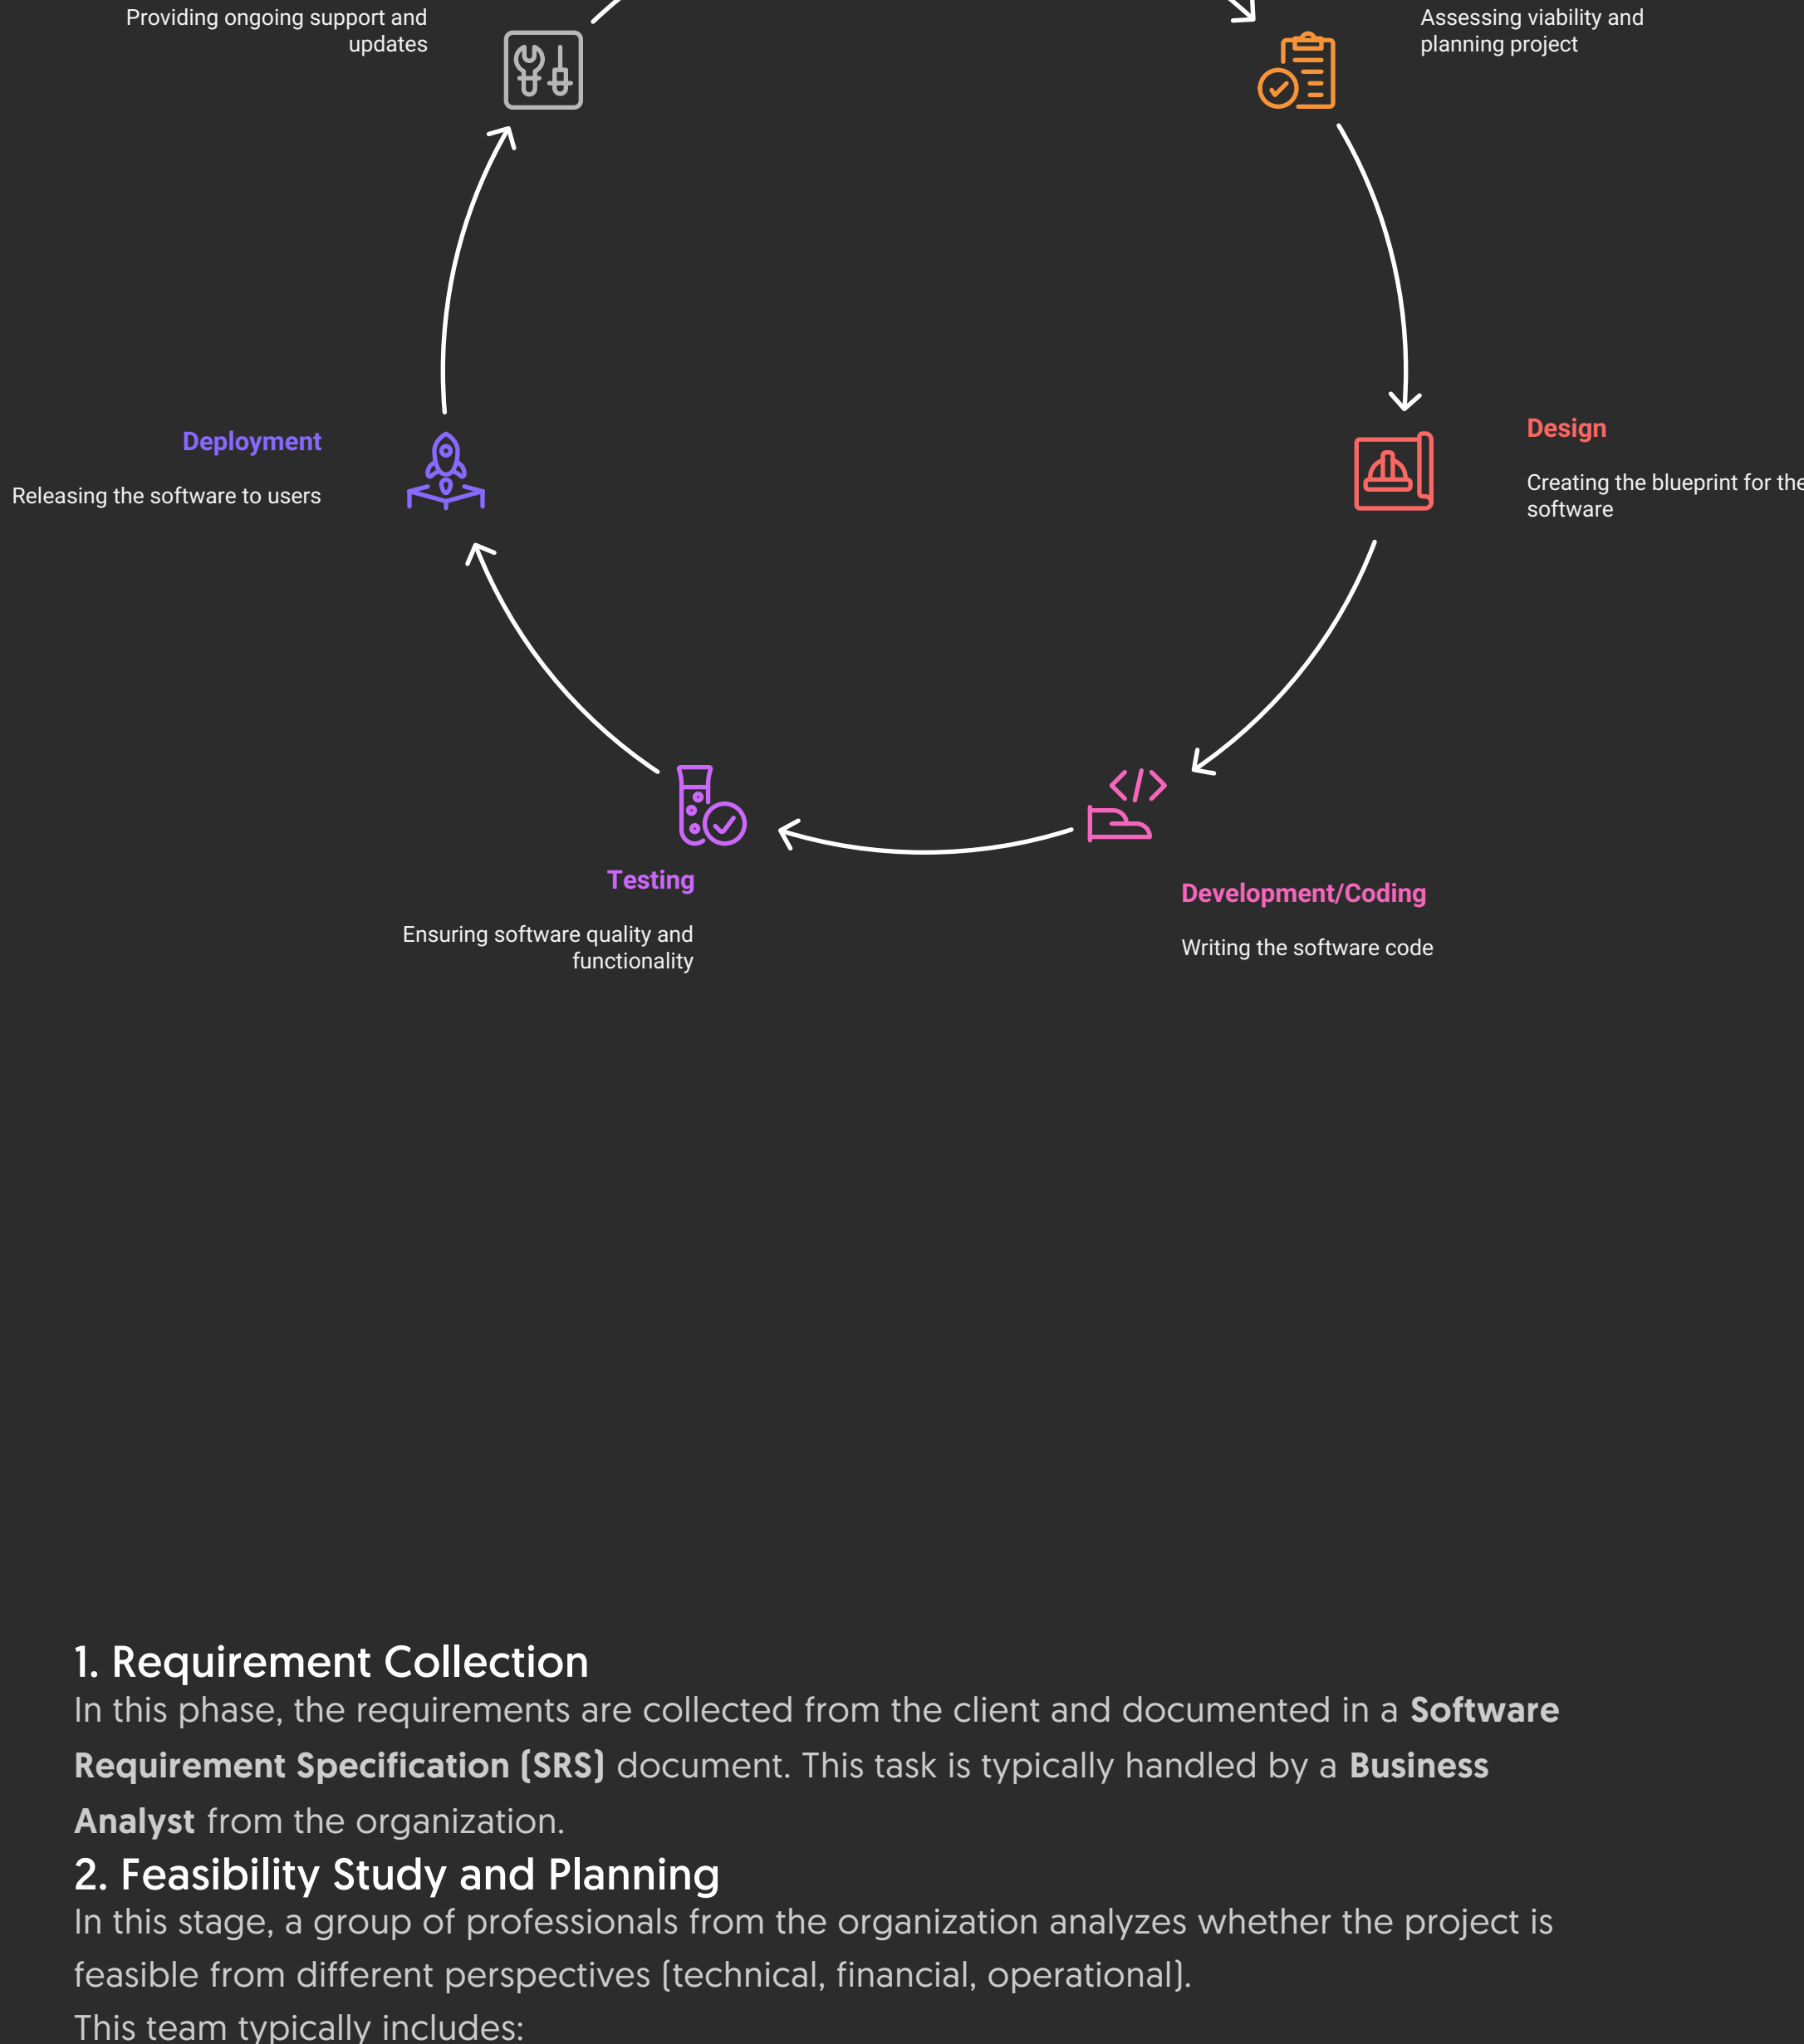 Providing ongoing support and
updates
Assessing viability and
planning project
Deployment
Releasing the software to users
Design
Creating the blueprint for the
software
Testing
Ensuring software quality and
functionality
Development/Coding
Writing the software code
1. Requirement Collection
In this phase, the requirements are collected from the client and documented in a Software
Requirement Specification (SRS) document. This task is typically handled by a Business
Analyst from the organization.
2. Feasibility Study and Planning
In this stage, a group of professionals from the organization analyzes whether the project is
feasible from different perspectives (technical, financial, operational).
This team typically includes: